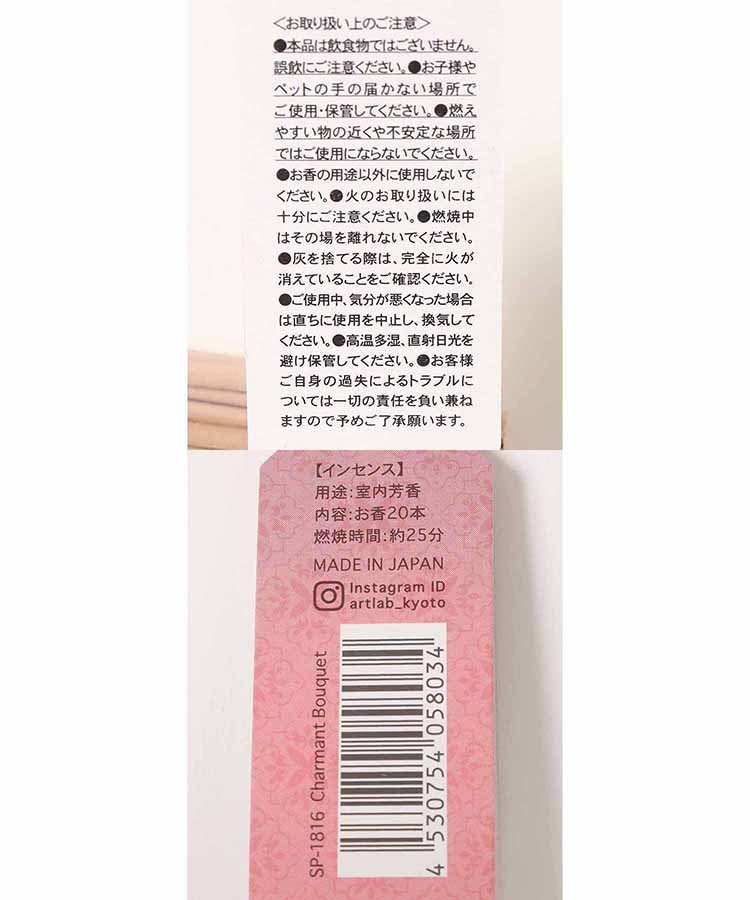 ＜お取り扱い上のご注意＞
●本品は飲食物ではございません。
誤飲にご注意ください。●お子様や
ペットの手の届かない場所で
ご使用・保管してください。●燃え
やすい物の近くや不安定な場所
ではご使用にならないでください。
●お香の用途以外に使用しないで
ください。●火のお取り扱いには
十分にご注意ください。●燃焼中
はその場を離れないでください。
●灰を捨てる際は、完全に火が
消えていることをご確認ください。
●ご使用中、気分が悪くなった場合
は直ちに使用を中止し、換気して
ください。●高温多湿、直射日光を
避け保管してください。●お客様
ご自身の過失によるトラブルに
ついては一切の責任を負い兼ね
ますので予めご了承願います。
【インセンス】
用途：室内芳香
内容：お香20本
燃焼時間：約25分
MADE IN JAPAN
Instagram ID
artlab_kyoto
SP-1816 Charmant Bouquet
4 530754 058034